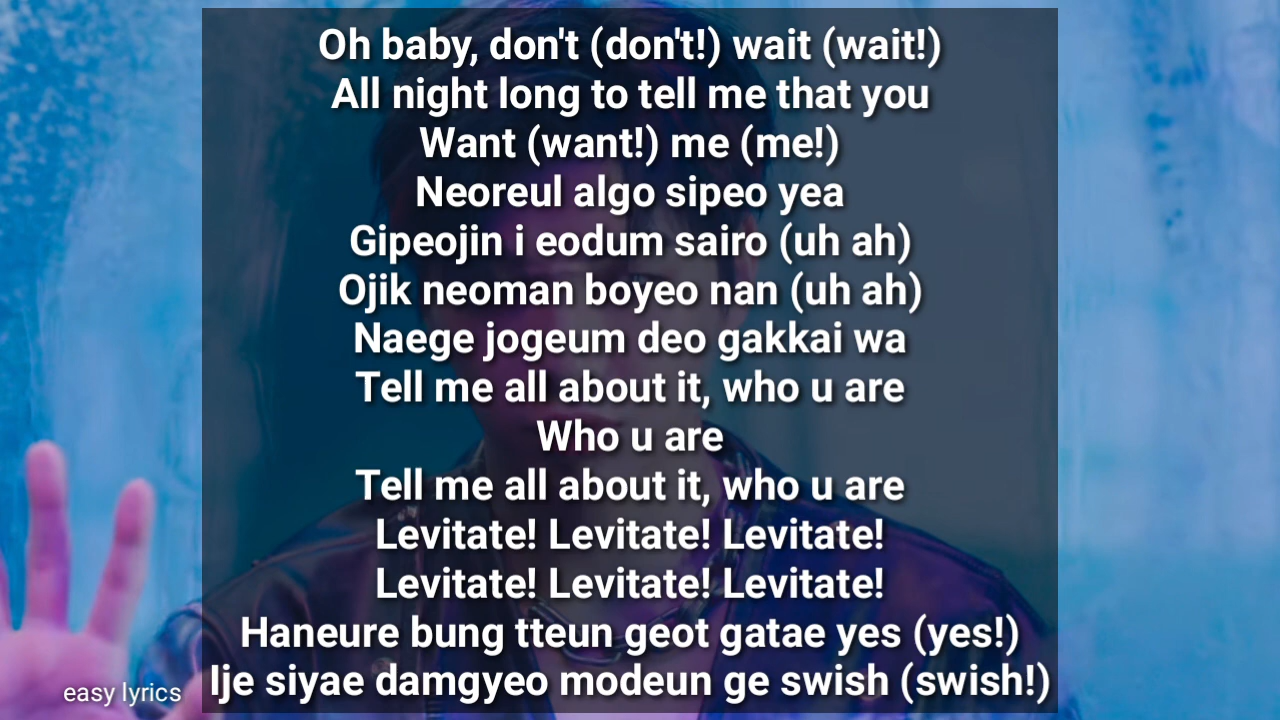 Oh baby, don't (don't!) wait (wait!)
All night long to tell me that you
Want (want!) me (me!)
Neoreul algo sipeo yea
Gipeojin i eodum sairo (uh ah)
Ojik neoman boyeo nan (uh ah)
Naege jogeum deo gakkai wa
Tell me all about it, who u are
Who u are
Tell me all about it, who u are
Levitate! Levitate! Levitate!
Levitate! Levitate! Levitate!
Haneure bung tteun geot gatae yes (yes!)
Ije siyae damgyeo modeun ge swish (swish!)
easy lyrics